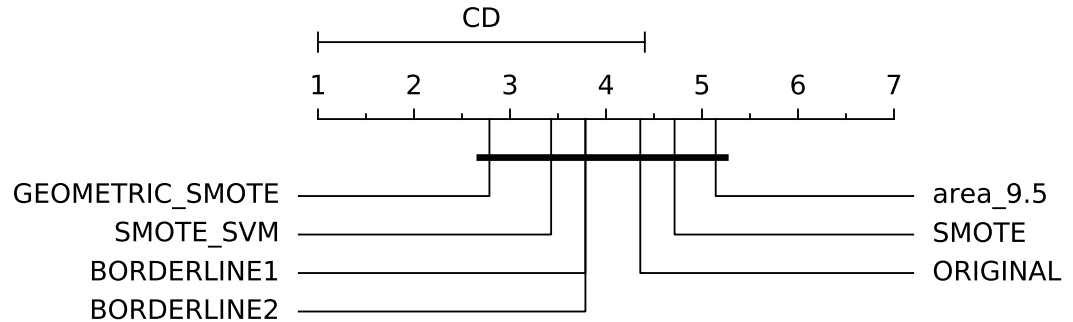 CD
1 2 3 4 5 6 7
GEOMETRIC_SMOTE area_9.5
SMOTE_SVM SMOTE
BORDERLINE1 ORIGINAL
BORDERLINE2